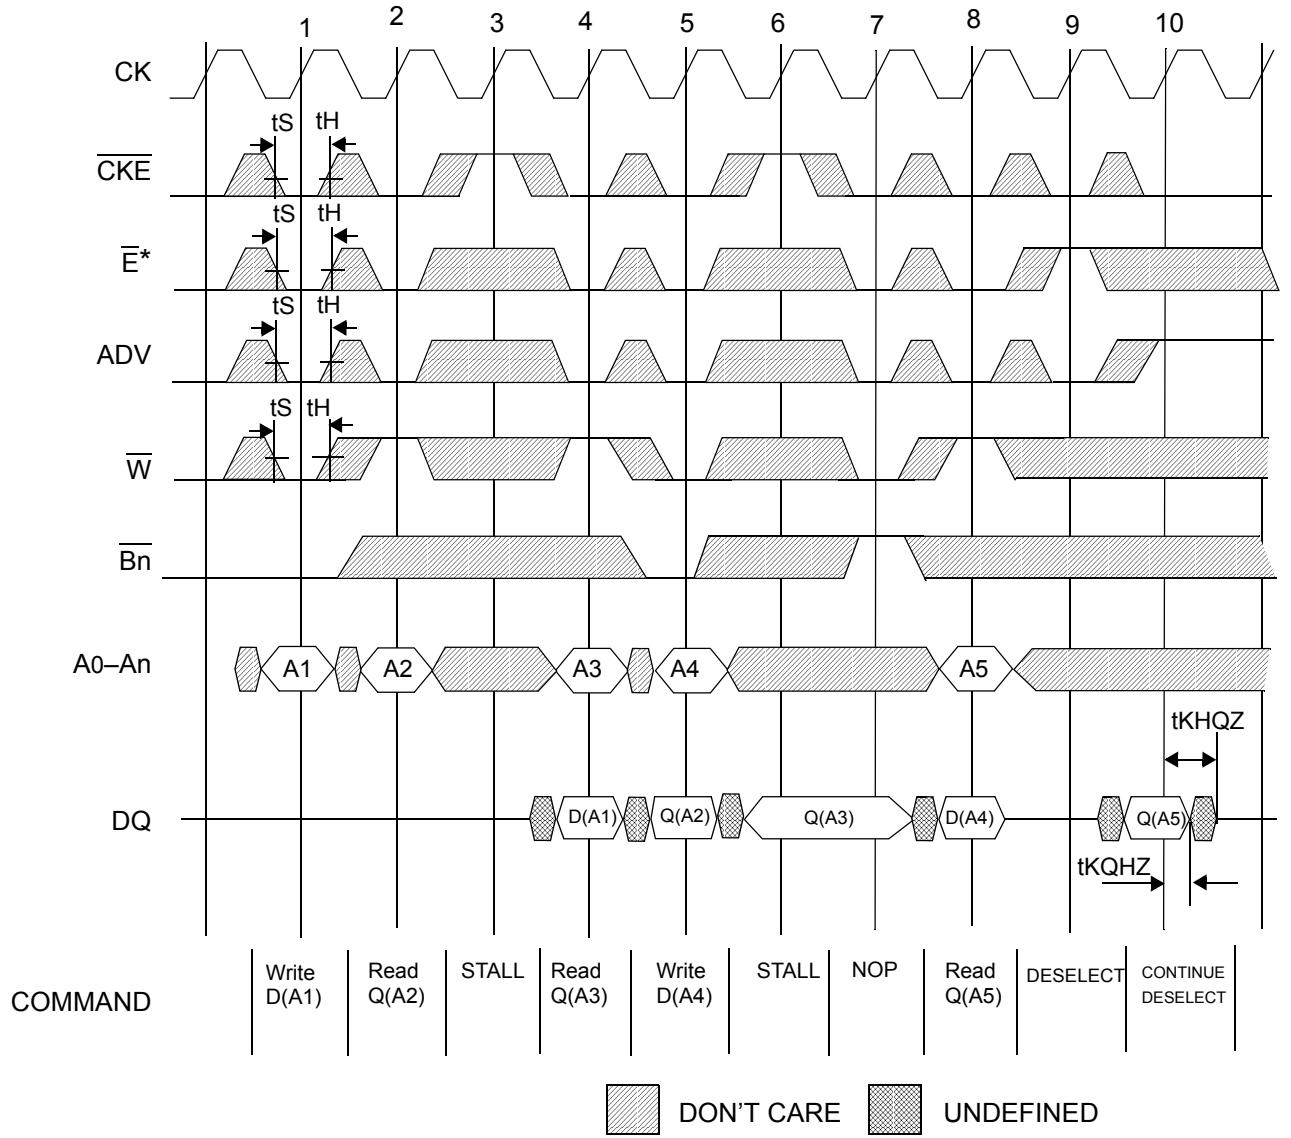 1 2 3 4 5 6 7 8 9 10
CK
tS tH
CKE
tS tH
E*
tS tH
ADV
tS tH
W
Bn
A0–An A1 A2 A3 A4 A5
tKHQZ
DQ D(A1) Q(A2) Q(A3) D(A4) Q(A5)
tKQHZ
COMMAND
Write
D(A1)
Read
Q(A2)
STALL
Read
Q(A3)
Write
D(A4)
STALL
NOP
Read
Q(A5)
DESELECT
CONTINUE
DESELECT
DON'T CARE UNDEFINED